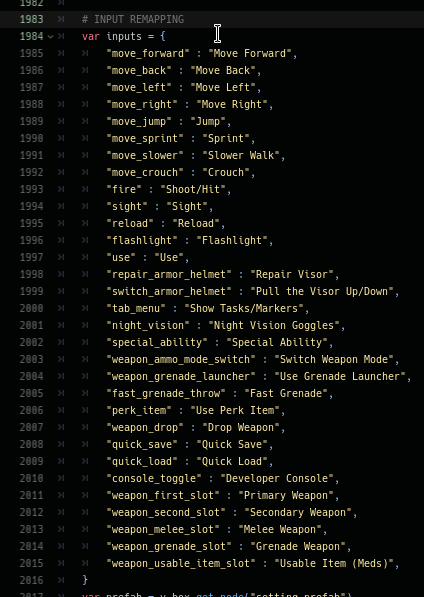 1982
1983 # INPUT REMAPPING
1984 var inputs = {
1985 "move_forward" : "Move Forward",
1986 "move_back" : "Move Back",
1987 "move_left" : "Move Left",
1988 "move_right" : "Move Right",
1989 "move_jump" : "Jump",
1990 "move_sprint" : "Sprint",
1991 "move_slower" : "Slower Walk",
1992 "move_crouch" : "Crouch",
1993 "fire" : "Shoot/Hit",
1994 "sight" : "Sight",
1995 "reload" : "Reload",
1996 "flashlight" : "Flashlight",
1997 "use" : "Use",
1998 "repair_armor_helmet" : "Repair Visor",
1999 "switch_armor_helmet" : "Pull the Visor Up/Down",
2000 "tab_menu" : "Show Tasks/Markers",
2001 "night_vision" : "Night Vision Goggles",
2002 "special_ability" : "Special Ability",
2003 "weapon_ammo_mode_switch" : "Switch Weapon Mode",
2004 "weapon_grenade_launcher" : "Use Grenade Launcher",
2005 "fast_grenade_throw" : "Fast Grenade",
2006 "perk_item" : "Use Perk Item",
2007 "weapon_drop" : "Drop Weapon",
2008 "quick_save" : "Quick Save",
2009 "quick_load" : "Quick Load",
2010 "console_toggle" : "Developer Console",
2011 "weapon_first_slot" : "Primary Weapon",
2012 "weapon_second_slot" : "Secondary Weapon",
2013 "weapon_melee_slot" : "Melee Weapon",
2014 "weapon_grenade_slot" : "Grenade Weapon",
2015 "weapon_usable_item_slot" : "Usable Item (Meds)",
2016 }
2017 var prefab = v_box.get_node("setting_prefab")